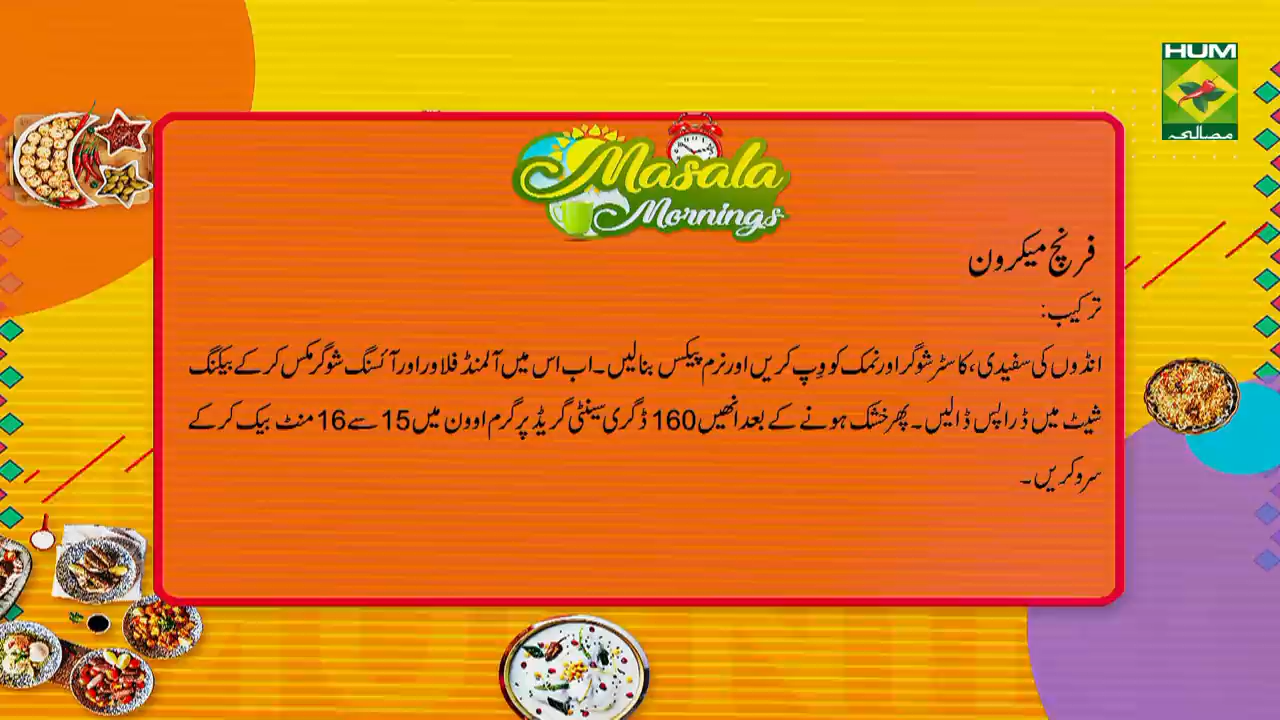 HUM
مصالحہ
Masala
Mornings
فرنچ میکرون
ترکیب:
انڈوں کی سفیدی، کاسٹر شوگر اور نمک کو وِپ کریں اور نرم پیکس بنالیں۔ اب اس میں آلمنڈ فلاور اور آئسنگ شوگر مکس کر کے بیکنگ
شیٹ میں ڈراپس ڈالیں۔ پھر خشک ہونے کے بعد انھیں 160 ڈگری سینٹی گریڈ پر گرم اوون میں 15 سے 16 منٹ بیک کر کے
سرو کریں۔